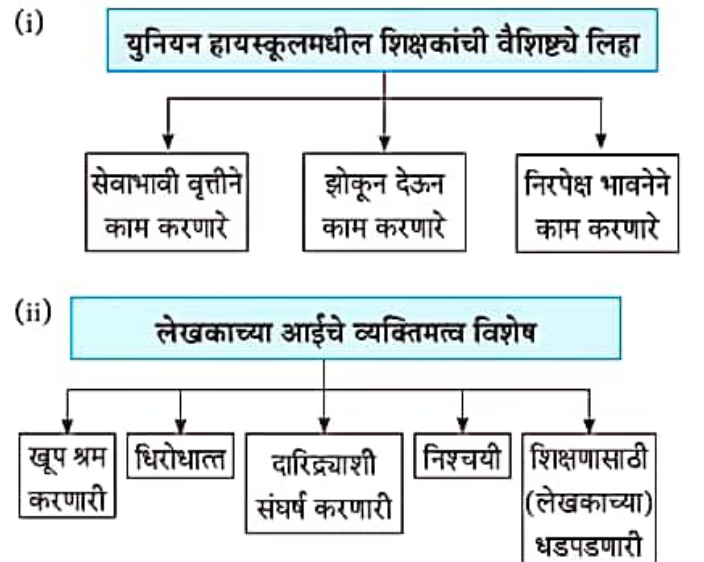 (i)
युनियन हायस्कूलमधील शिक्षकांची वैशिष्ट्ये लिहा
सेवाभावी वृत्तीने
काम करणारे
झोकून देऊन
काम करणारे
निरपेक्ष भावनेने
काम करणारे
(ii)
लेखकाच्या आईचे व्यक्तिमत्व विशेष
खूप श्रम
करणारी
धिरोधात्त
दारिद्र्याशी
संघर्ष करणारी
निश्चयी
शिक्षणासाठी
(लेखकाच्या)
धडपडणारी